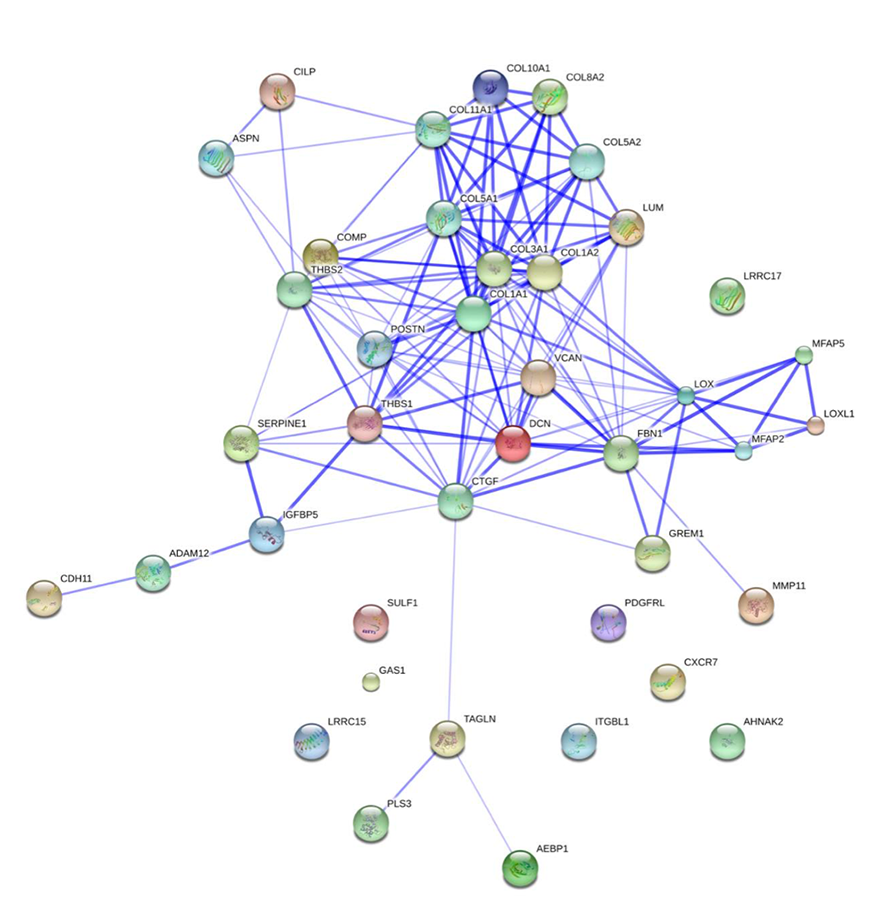 CILP
COL10A1
COL8A2
COL11A1
ASPN
COL5A2
COL5A1
LUM
COMP
COL3A1
COL1A2
THBS2
LRRC17
COL1A1
POSTN
MFAP5
VCAN
LOX
THBS1
LOXL1
SERPINE1
DCN
FBN1
MFAP2
CTGF
IGFBP5
GREM1
ADAM12
CDH11
MMP11
SULF1
PDGFRL
GAS1
CXCR7
LRRC15
TAGLN
ITGBL1
AHNAK2
PLS3
AEBP1